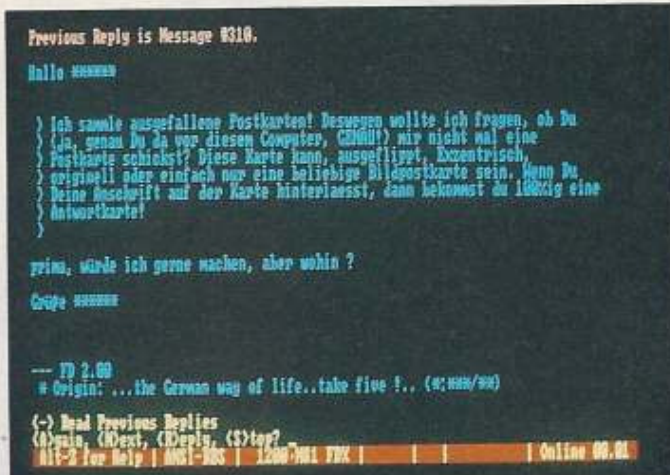 Previous Reply is Message #310.
Hallo ******
> Ich sammle ausgefallene Postkarten! Deswegen wollte ich fragen, ob Du
> (Ja, genau Du da vor diesem Computer, GENAU!) mir nicht mal eine
> Postkarte schickst? Diese Karte kann, ausgeflippt, Exzentrisch,
> originell oder einfach nur eine beliebige Bildpostkarte sein. Wenn Du
> Deine Anschrift auf der Karte hinterlaesst, dann bekommst du 100%ig eine
> Antwortkarte!
>
prima, würde ich gerne machen, aber wohin ?
Grüße ******
--- FD 2.00
* Origin: ...the German way of life..take five !.. (*:***/**)
(-) Read Previous Replies
(A)gain, (N)ext, (R)eply, (S)top? _
Alt-Z for Help | ANSI-BBS | 1200·N81 FDX | | | | Online 00.01